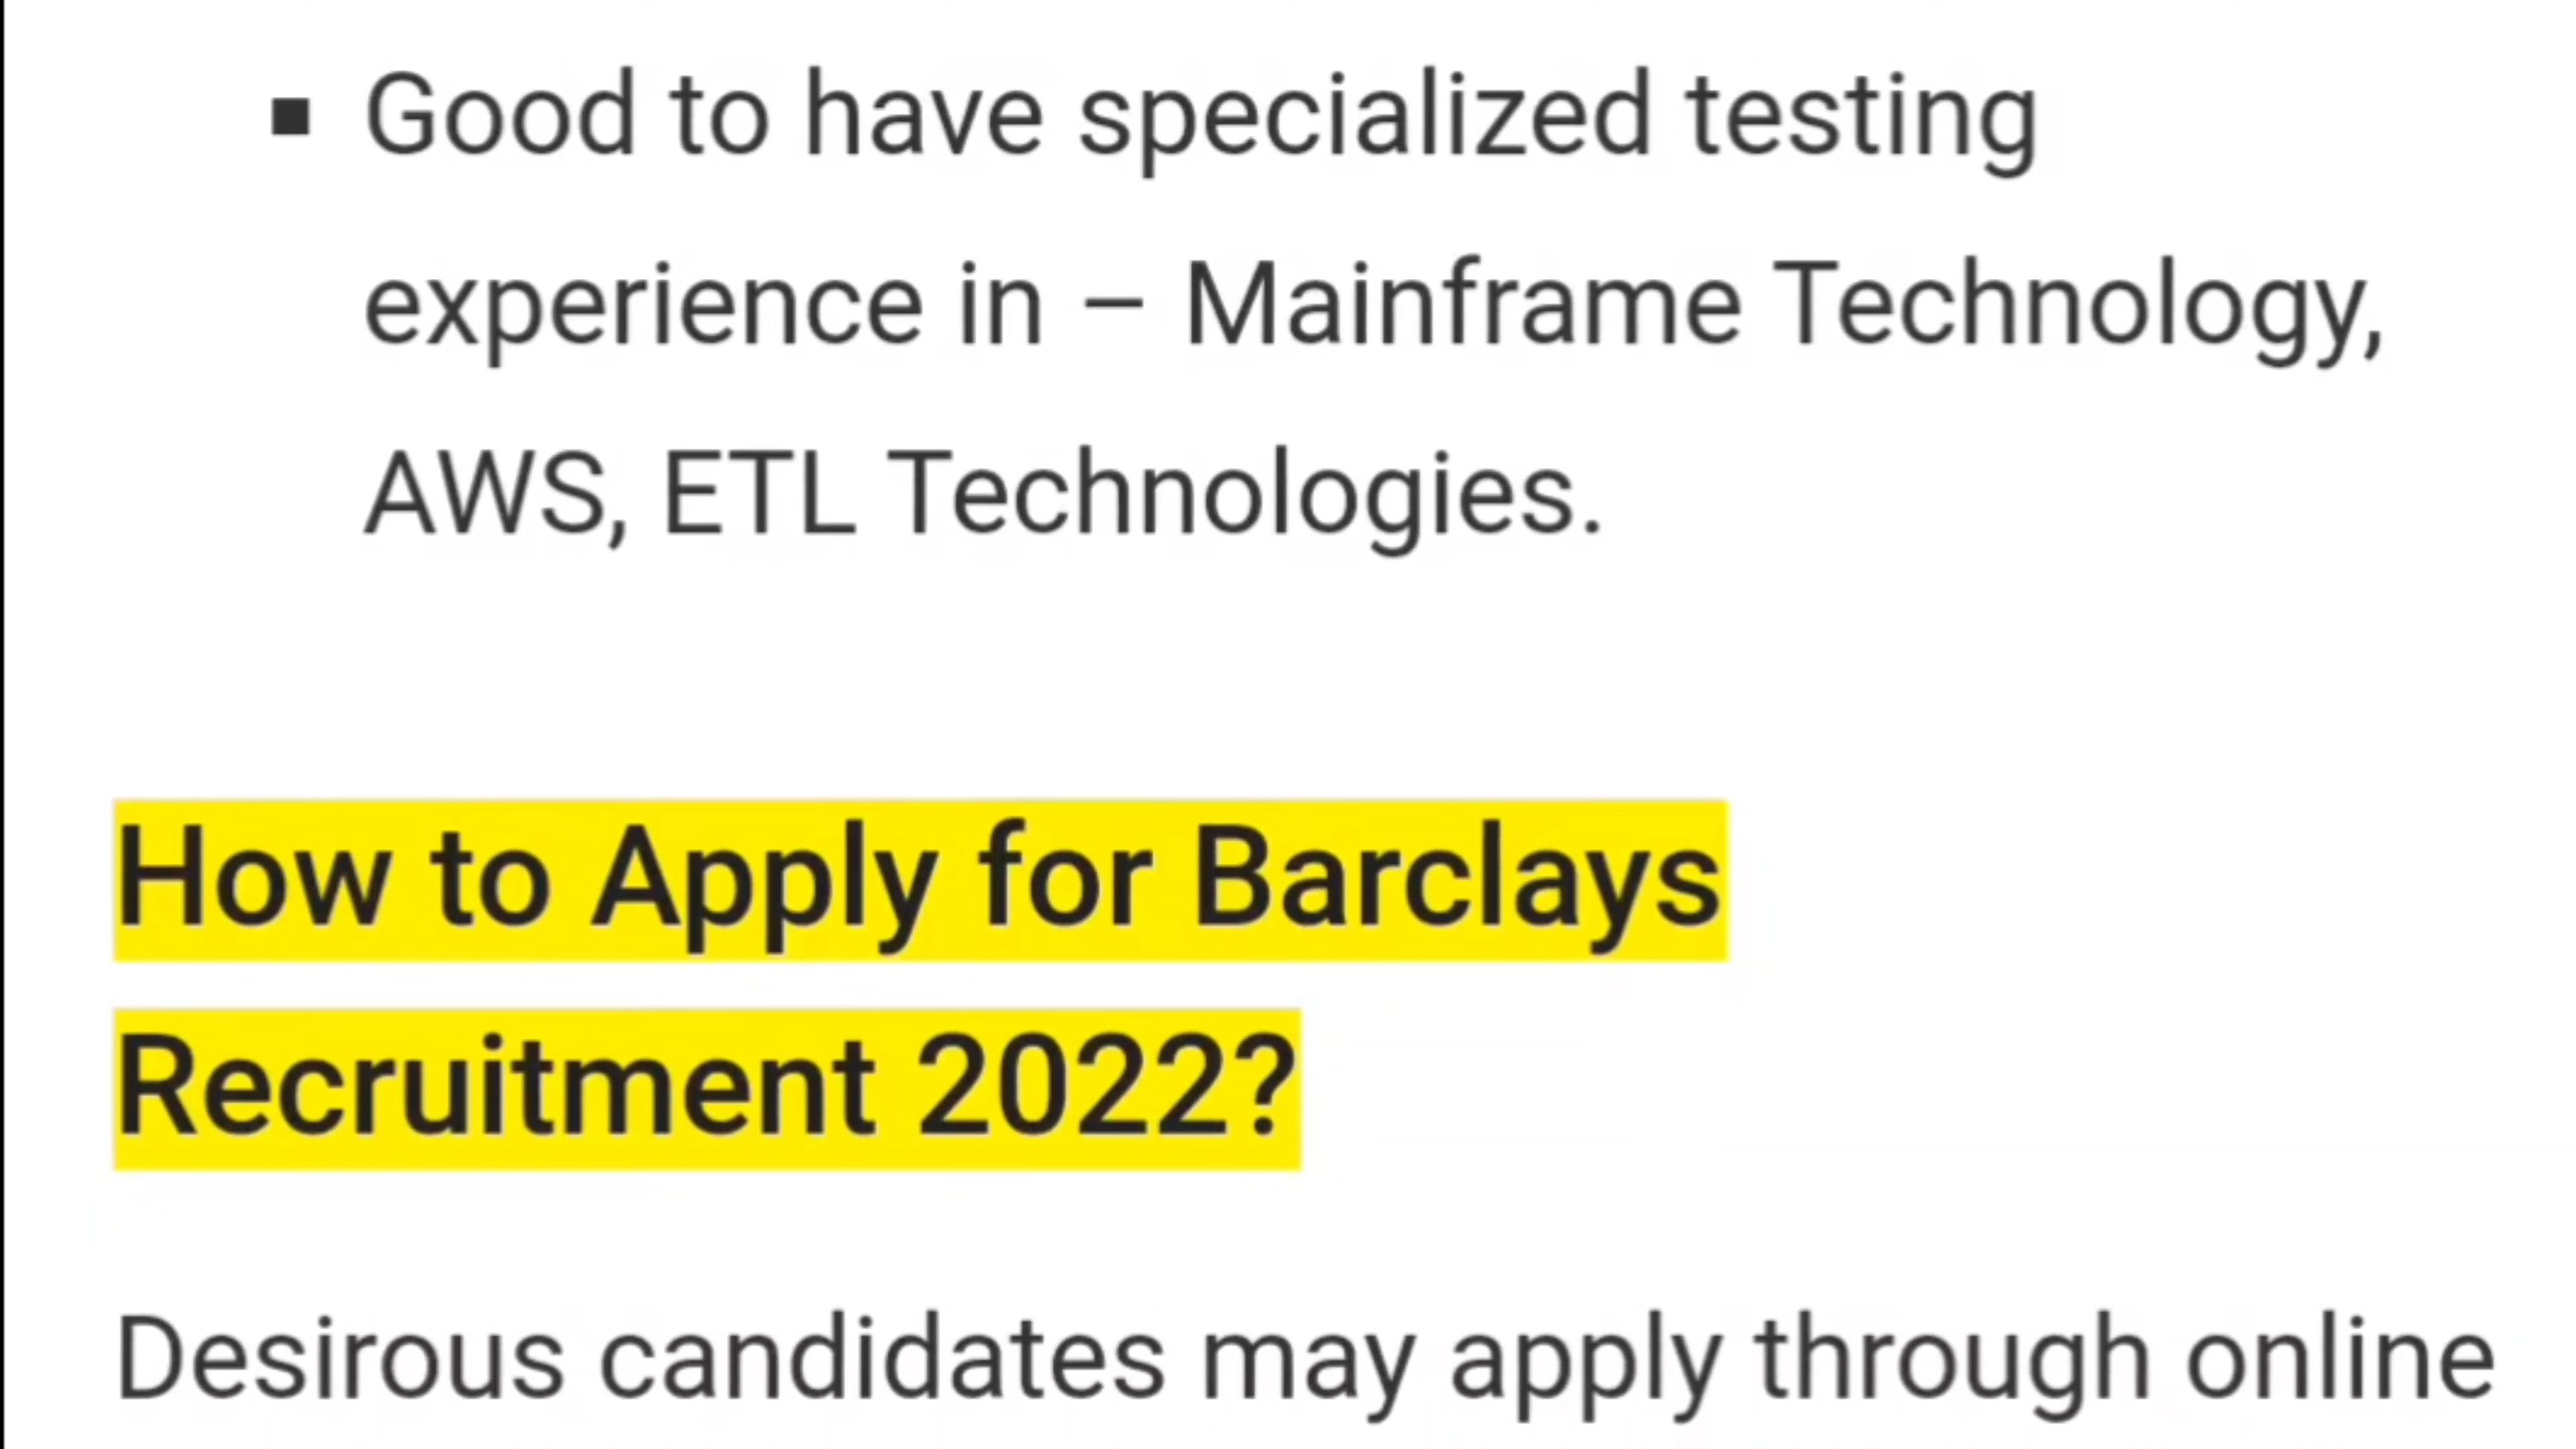 ▪ Good to have specialized testing
experience in – Mainframe Technology,
AWS, ETL Technologies.
How to Apply for Barclays
Recruitment 2022?
Desirous candidates may apply through online